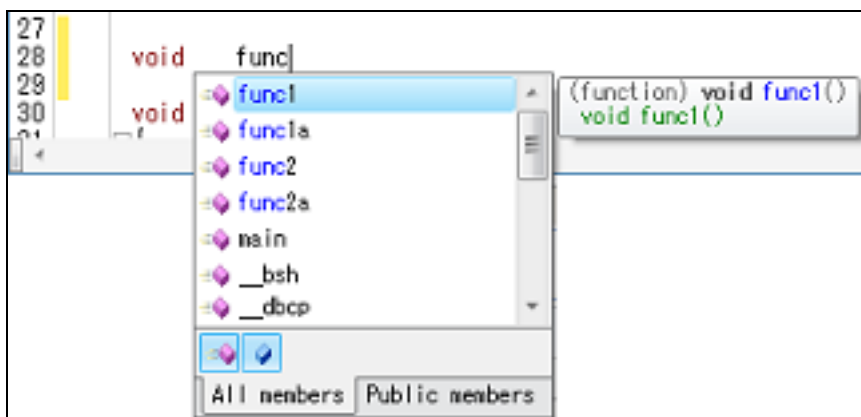 27
28 void func
29
30 void
31 {
func1
func1a
func2
func2a
main
__bsh
__dbcp
(function) void func1()
void func1()
All members Public members